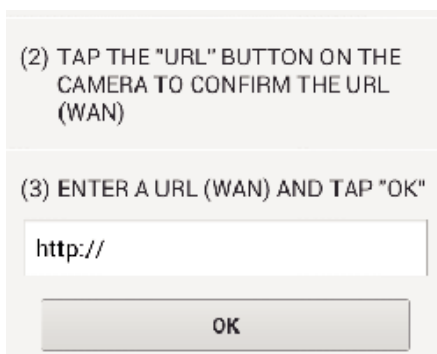 (2) TAP THE "URL" BUTTON ON THE
CAMERA TO CONFIRM THE URL
(WAN)
(3) ENTER A URL (WAN) AND TAP "OK"
http://
OK